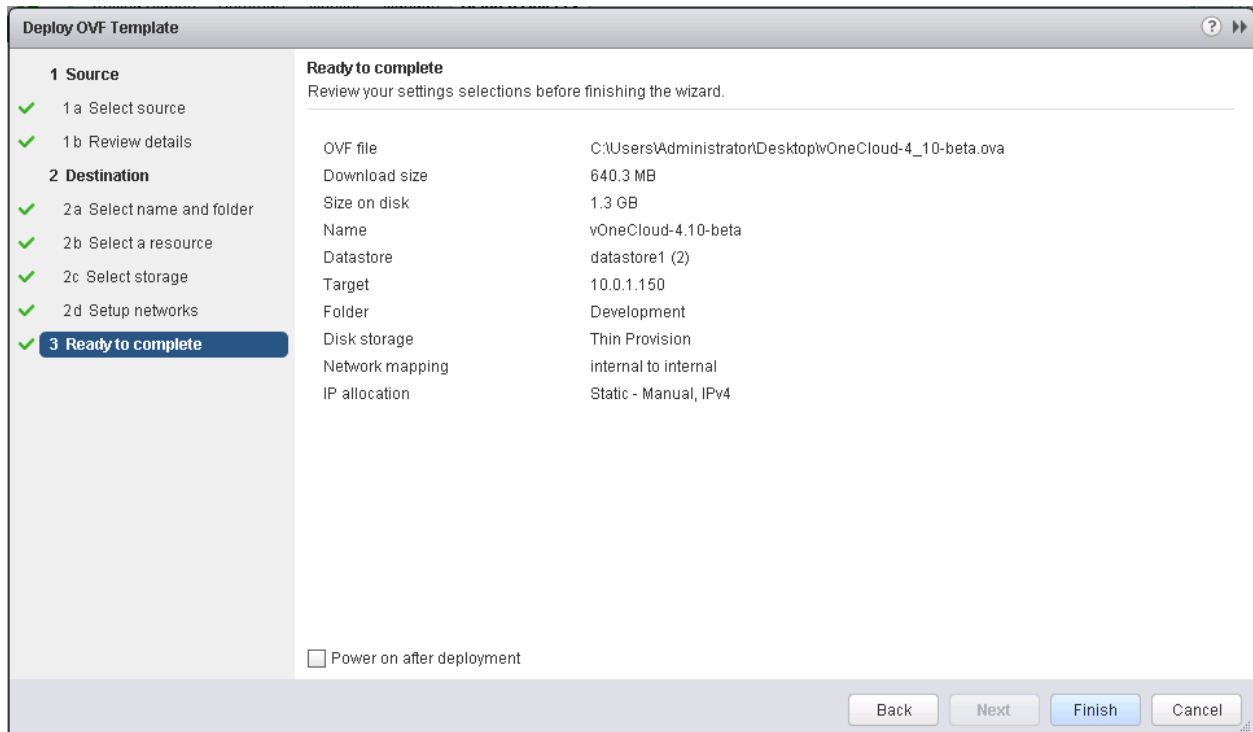 Deploy OVF Template
?
1 Source
1a Select source
1b Review details
2 Destination
2a Select name and folder
2b Select a resource
2c Select storage
2d Setup networks
3 Ready to complete
Ready to complete
Review your settings selections before finishing the wizard.
OVF file C:\Users\Administrator\Desktop\vOneCloud-4_10-beta.ova
Download size 640.3 MB
Size on disk 1.3 GB
Name vOneCloud-4.10-beta
Datastore datastore1 (2)
Target 10.0.1.150
Folder Development
Disk storage Thin Provision
Network mapping internal to internal
IP allocation Static - Manual, IPv4
Power on after deployment
Back Next Finish Cancel